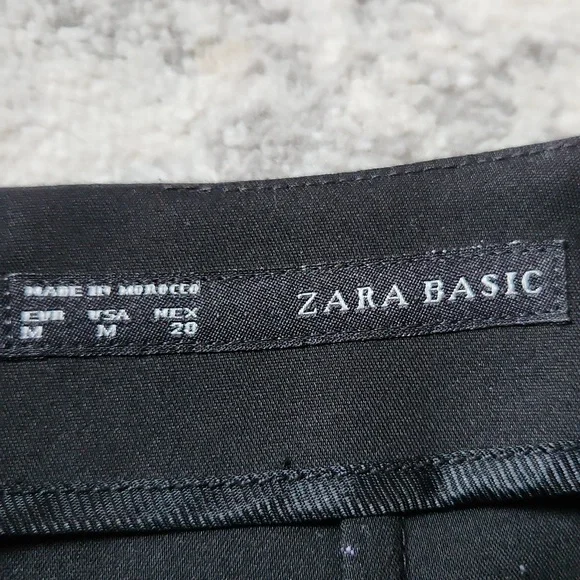 MADE IN MOROCCO
EUR USA MEX
M M 28
ZARA BASIC